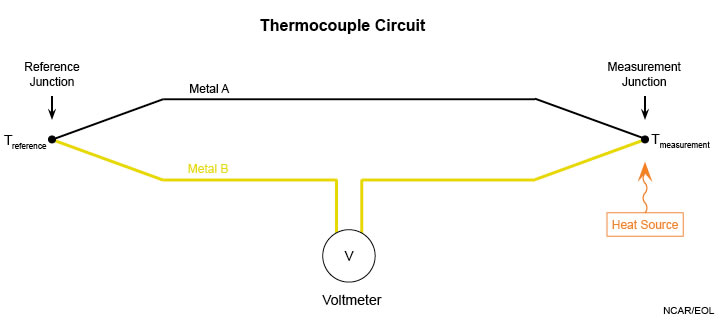 Thermocouple Circuit
Reference
Junction
Measurement
Junction
Metal A
Treference
Tmeasurement
Metal B
Heat Source
V
Voltmeter
NCAR/EOL